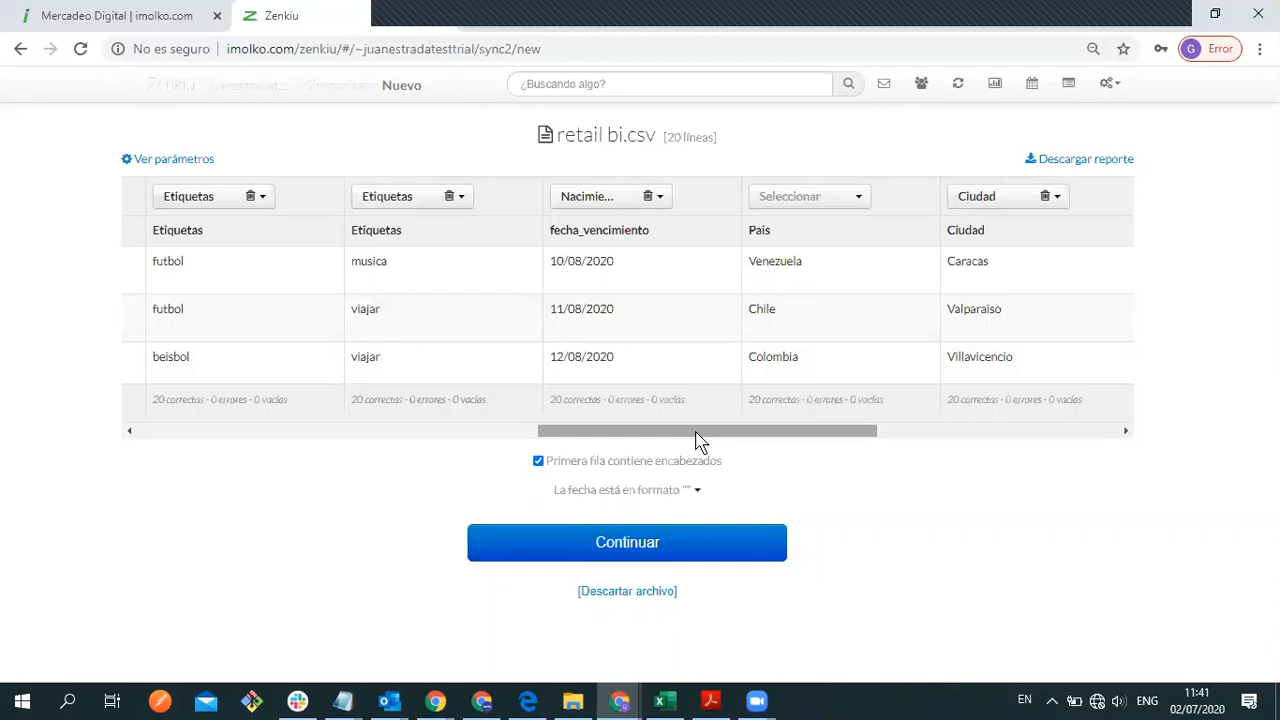 Mercadeo Digital | imolko.com
Zenkiu
No es seguro
imolko.com/zenkiu/#/~juanestradatesttrial/sync2/new
G
Error
Zenkiu
Nuevo
¿Buscando algo?
retail bi.csv [20 líneas]
Ver parámetros
Descargar reporte
Etiquetas
Etiquetas
Nacimie...
Seleccionar
Ciudad
Etiquetas
Etiquetas
fecha_vencimiento
Pais
Ciudad
futbol
musica
10/08/2020
Venezuela
Caracas
futbol
viajar
11/08/2020
Chile
Valparaiso
beisbol
viajar
12/08/2020
Colombia
Villavicencio
20 correctas - 0 errores - 0 vacías
20 correctas - 0 errores - 0 vacías
20 correctas - 0 errores - 0 vacías
20 correctas - 0 errores - 0 vacías
20 correctas - 0 errores - 0 vacías
Primera fila contiene encabezados
La fecha está en formato ""
Continuar
[Descartar archivo]
EN
ENG
11:41
02/07/2020